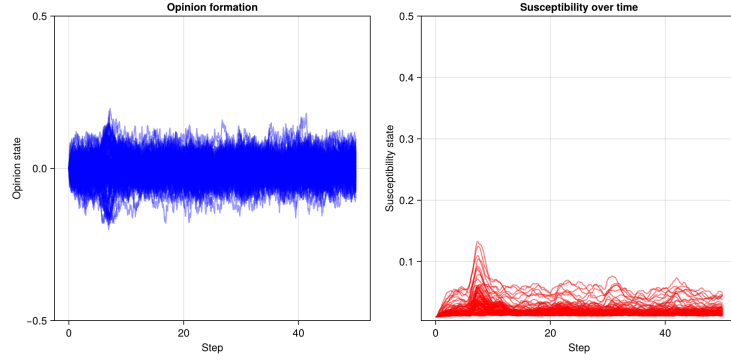 Opinion formation
0.5
0.0
−0.5
Opinion state
0
20
40
Step
Susceptibility over time
0.5
0.4
0.3
0.2
0.1
Susceptibility state
0
20
40
Step